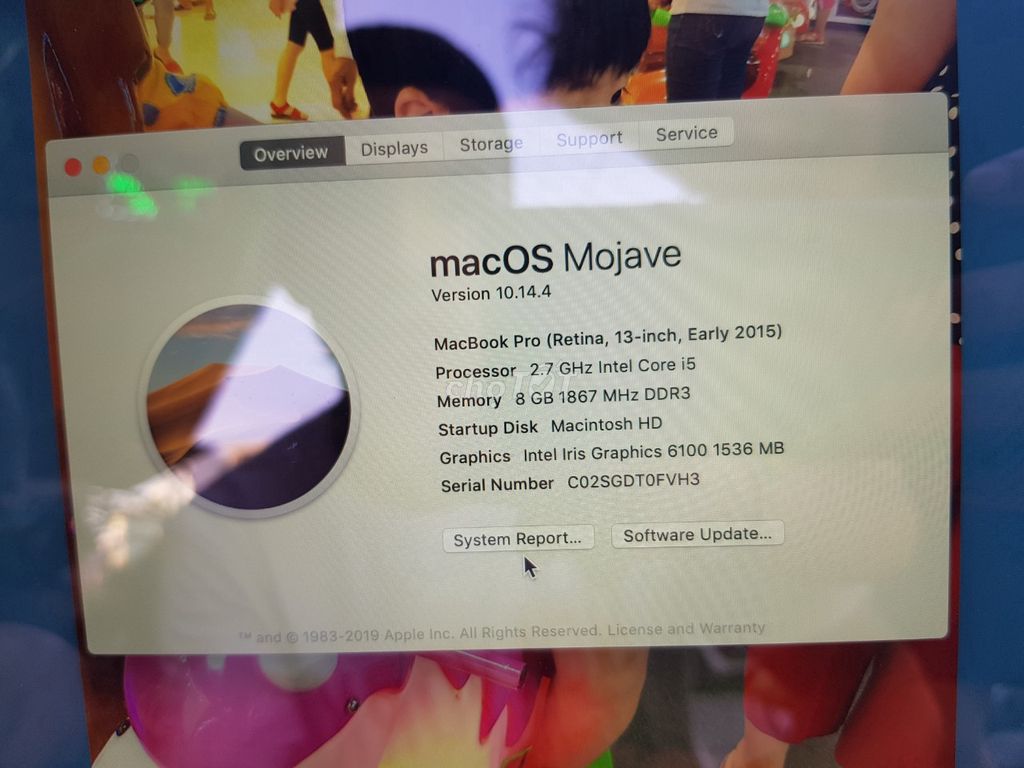 Overview Displays Storage Support Service
macOS Mojave
Version 10.14.4
MacBook Pro (Retina, 13-inch, Early 2015)
Processor 2.7 GHz Intel Core i5
choTỐT
Memory 8 GB 1867 MHz DDR3
Startup Disk Macintosh HD
Graphics Intel Iris Graphics 6100 1536 MB
Serial Number C02SGDT0FVH3
System Report... Software Update...
™ and © 1983-2019 Apple Inc. All Rights Reserved. License and Warranty